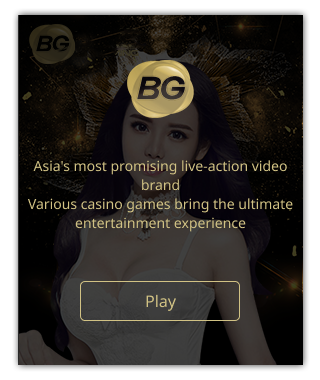 BG
BG
Asia's most promising live-action video
brand
Various casino games bring the ultimate
entertainment experience
Play